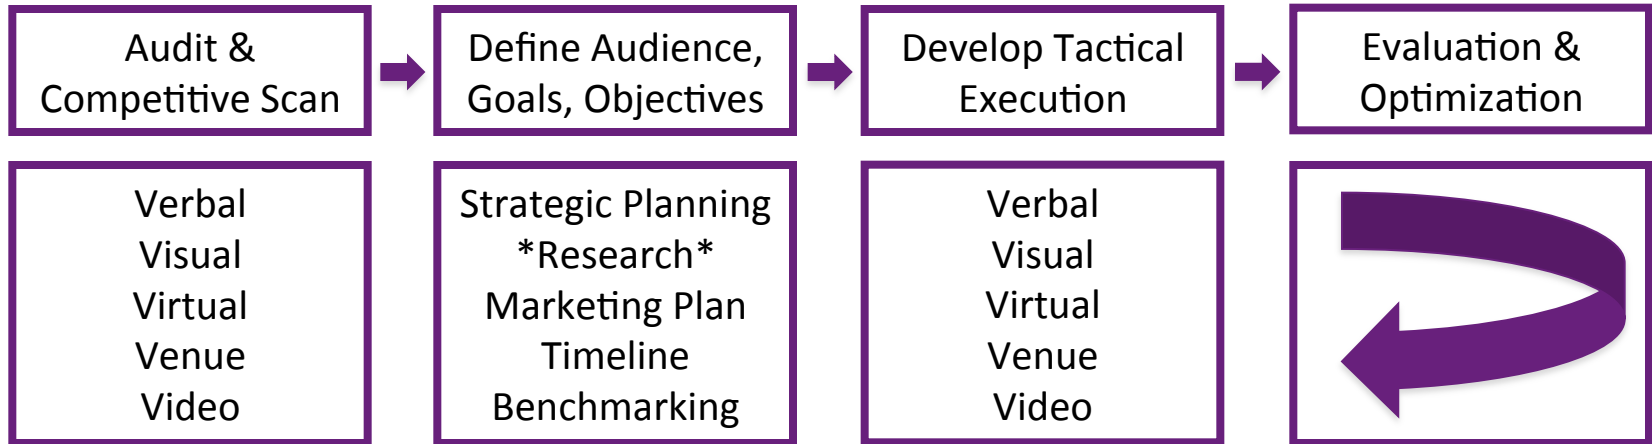 Audit &
Competitive Scan
Define Audience,
Goals, Objectives
Develop Tactical
Execution
Evaluation &
Optimization
Verbal
Visual
Virtual
Venue
Video
Strategic Planning
*Research*
Marketing Plan
Timeline
Benchmarking
Verbal
Visual
Virtual
Venue
Video